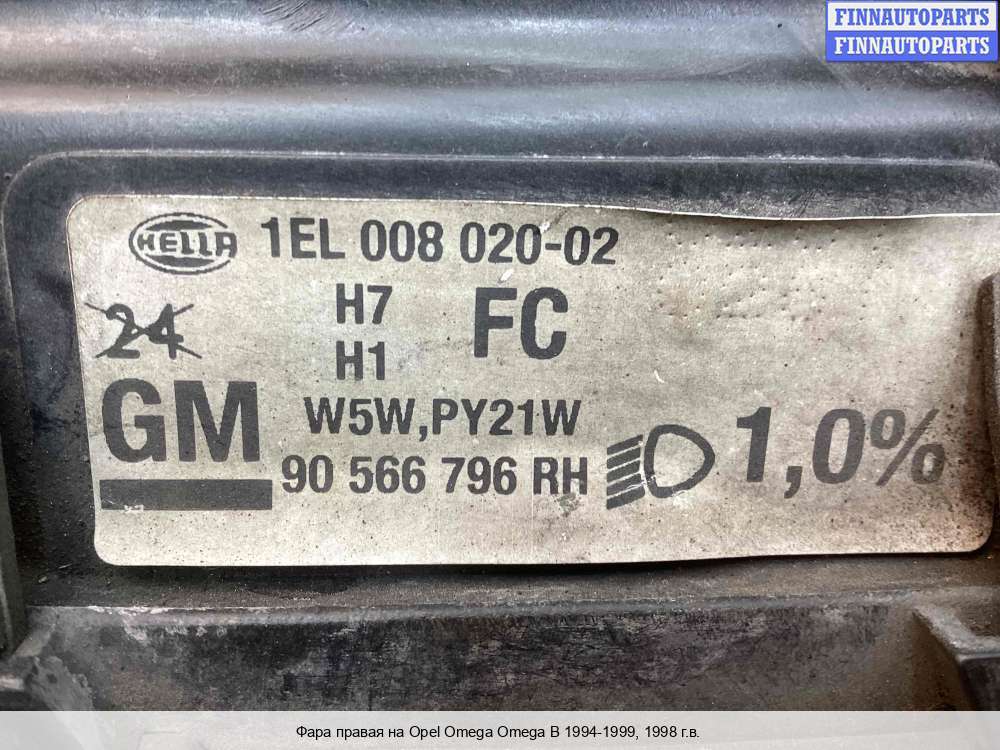 FINNAUTOPARTS
FINNAUTOPARTS
HELLA 1EL 008 020-02
24 H7 FC
H1
GM W5W,PY21W
90 566 796 RH 1,0%
Фара правая на Opel Omega Omega B 1994-1999, 1998 г.в.